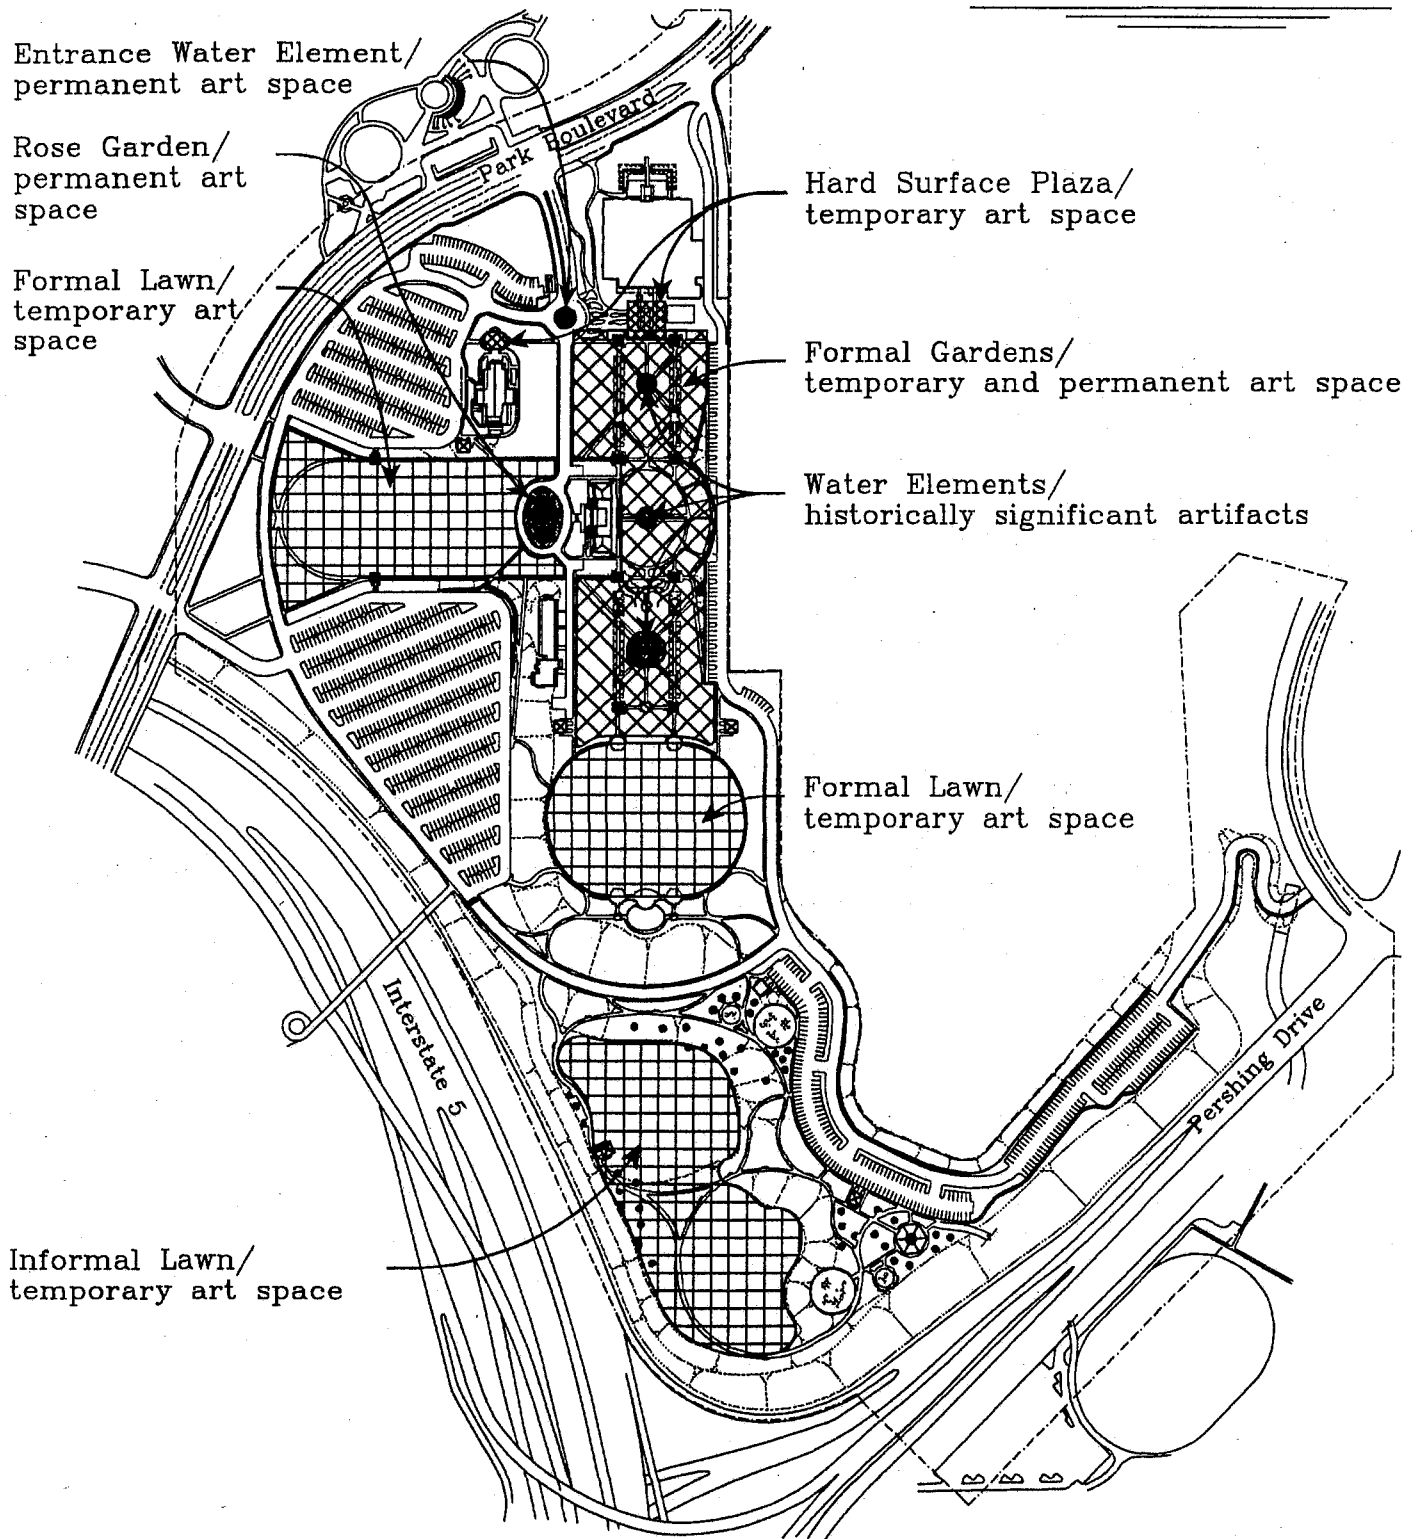 Entrance Water Element/
permanent art space
Rose Garden/
permanent art
space
Formal Lawn/
temporary art
space
Park Boulevard
Hard Surface Plaza/
temporary art space
Formal Gardens/
temporary and permanent art space
Water Elements/
historically significant artifacts
Formal Lawn/
temporary art space
Interstate 5
Pershing Drive
Informal Lawn/
temporary art space